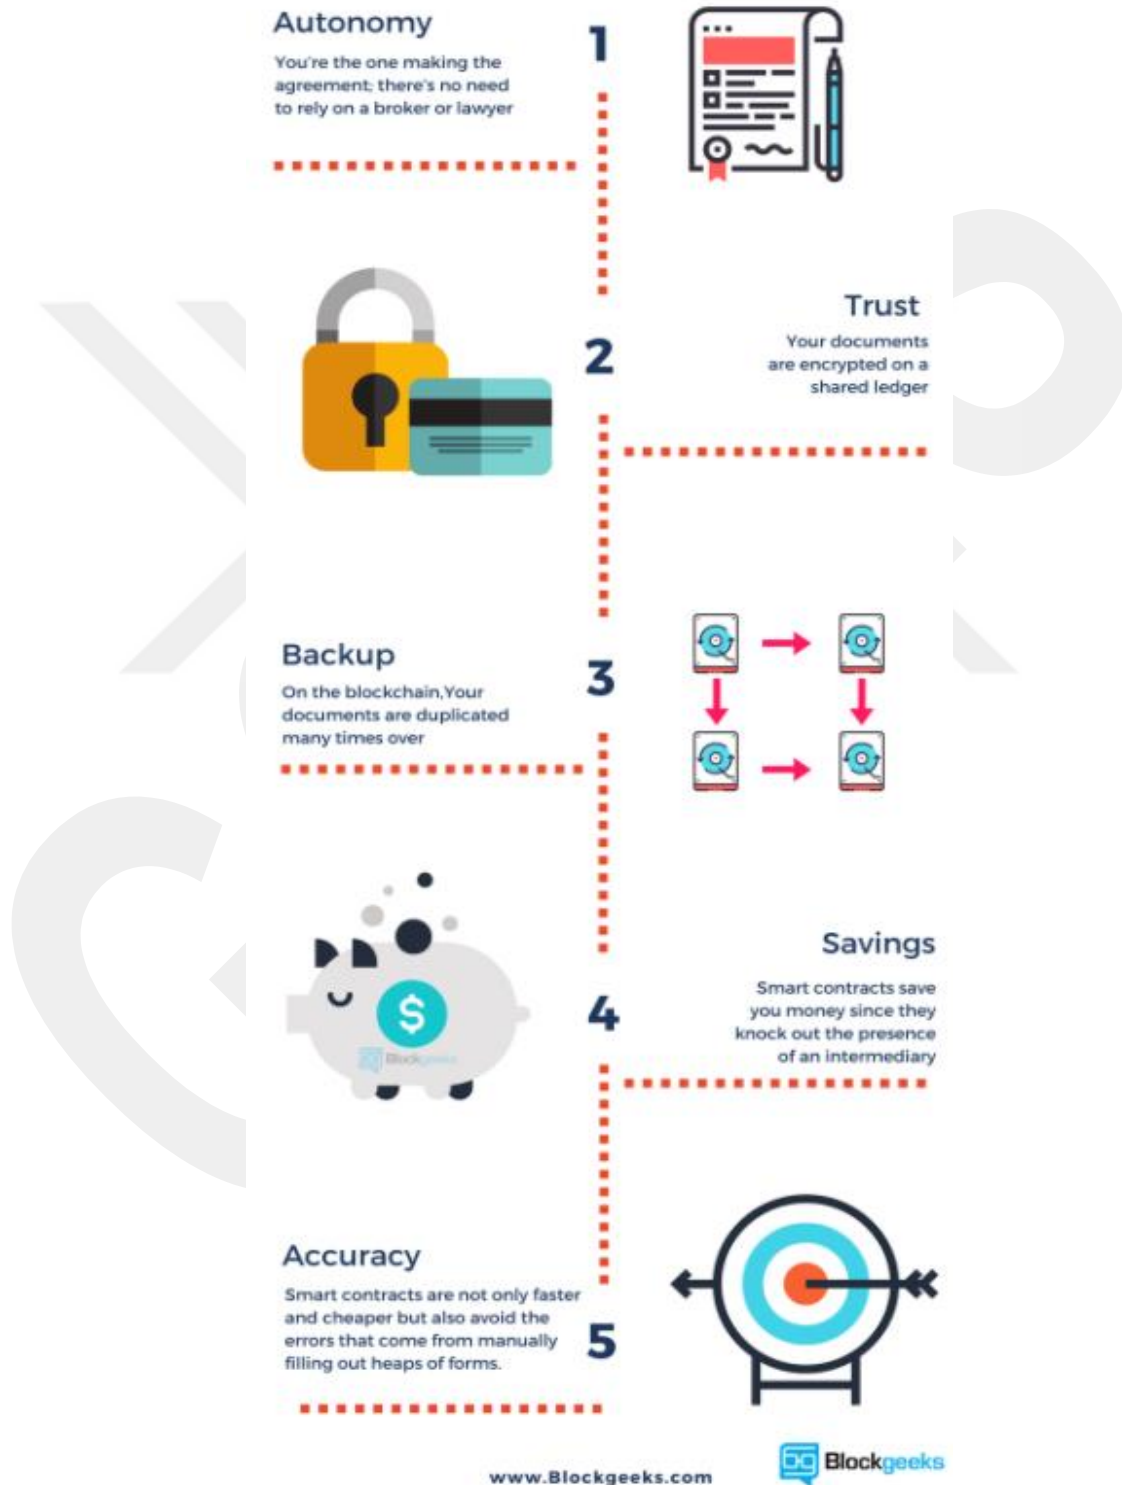 Autonomy
1
You're the one making the
agreement; there's no need
to rely on a broker or lawyer
2
Trust
Your documents
are encrypted on a
shared ledger
Backup
3
On the blockchain,Your
documents are duplicated
many times over
$
Blockgeeks
Savings
4
Smart contracts save
you money since they
knock out the presence
of an intermediary
Accuracy
Smart contracts are not only faster
and cheaper but also avoid the
errors that come from manually
filling out heaps of forms.
5
Blockgeeks
www.Blockgeeks.com